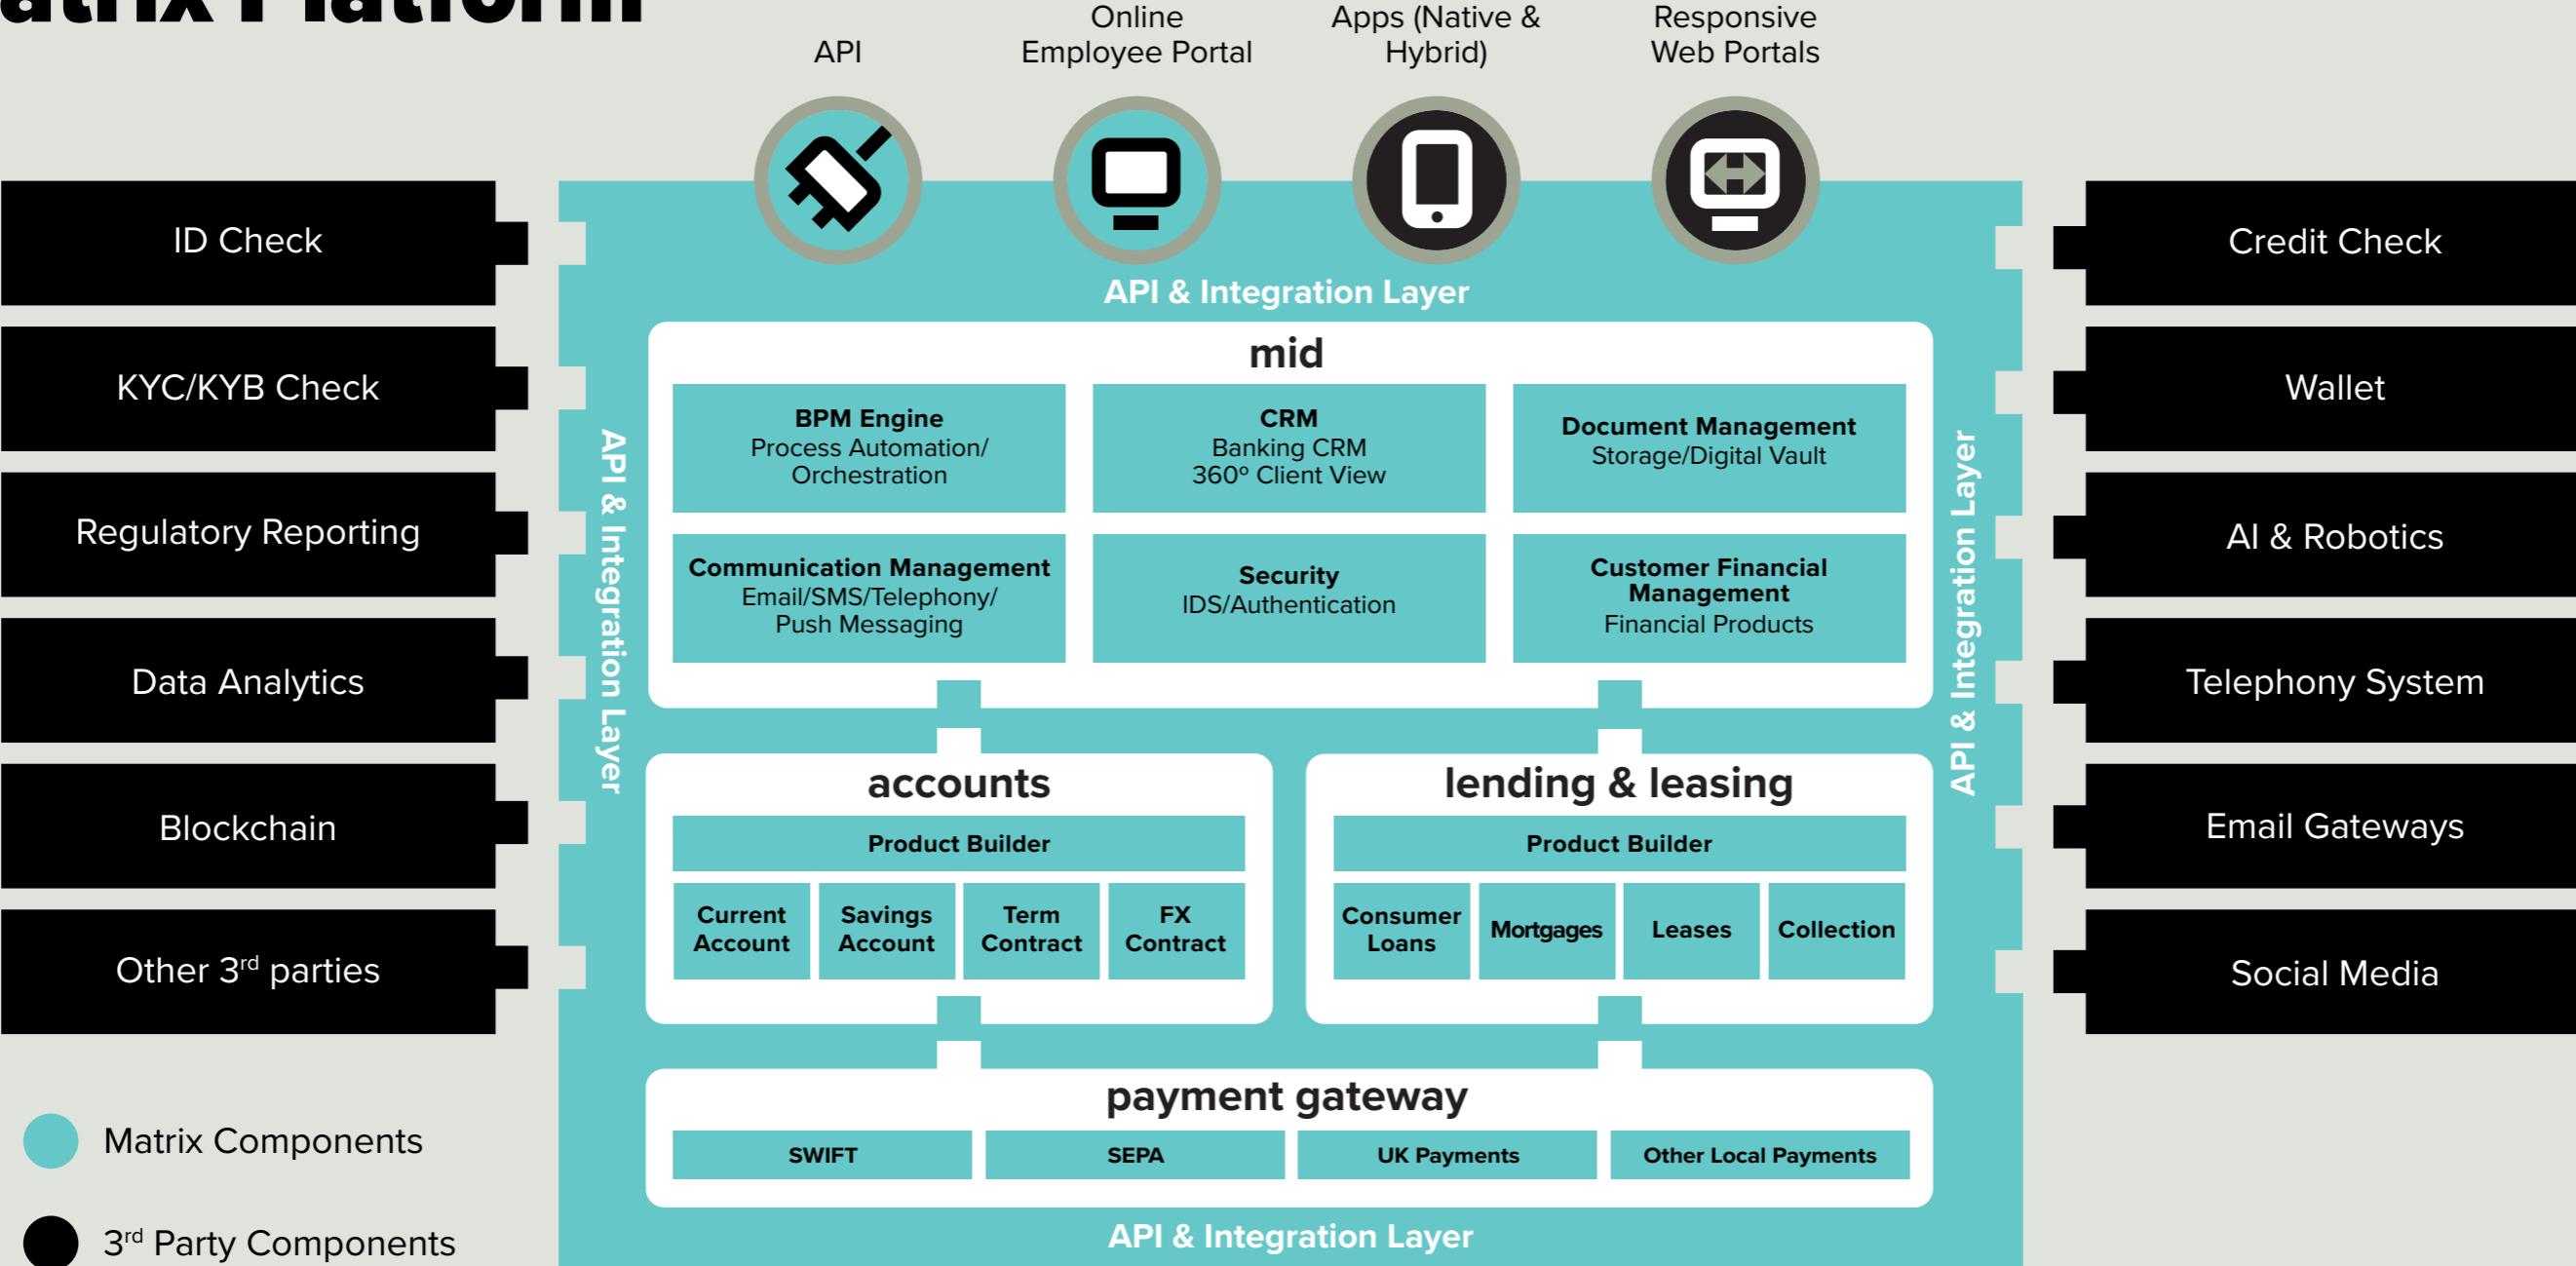 API
Online
Employee Portal
Apps (Native &
Hybrid)
Responsive
Web Portals
ID Check
KYC/KYB Check
Regulatory Reporting
Data Analytics
Blockchain
Other 3rd parties
API & Integration Layer
API & Integration Layer
mid
BPM Engine
Process Automation/
Orchestration
CRM
Banking CRM
360º Client View
Document Management
Storage/Digital Vault
Communication Management
Email/SMS/Telephony/
Push Messaging
Security
IDS/Authentication
Customer Financial
Management
Financial Products
accounts
Product Builder
Current
Account
Savings
Account
Term
Contract
FX
Contract
lending & leasing
Product Builder
Consumer
Loans
Mortgages
Leases
Collection
payment gateway
SWIFT
SEPA
UK Payments
Other Local Payments
API & Integration Layer
API & Integration Layer
Credit Check
Wallet
AI & Robotics
Telephony System
Email Gateways
Social Media
Matrix Components
3rd Party Components